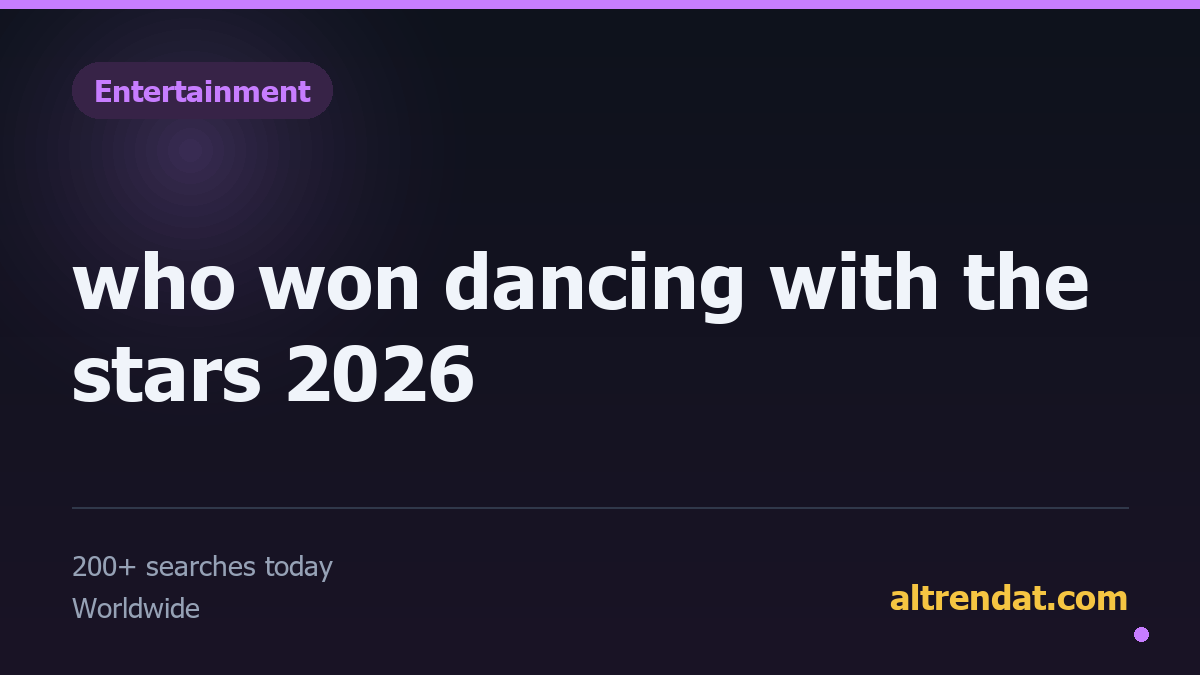 Entertainment
who won dancing with the
stars 2026
200+ searches today
Worldwide
altrendat.com